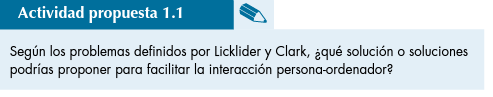 Actividad propuesta 1.1
Según los problemas definidos por Licklider y Clark, ¿qué solución o soluciones
podrías proponer para facilitar la interacción persona-ordenador?